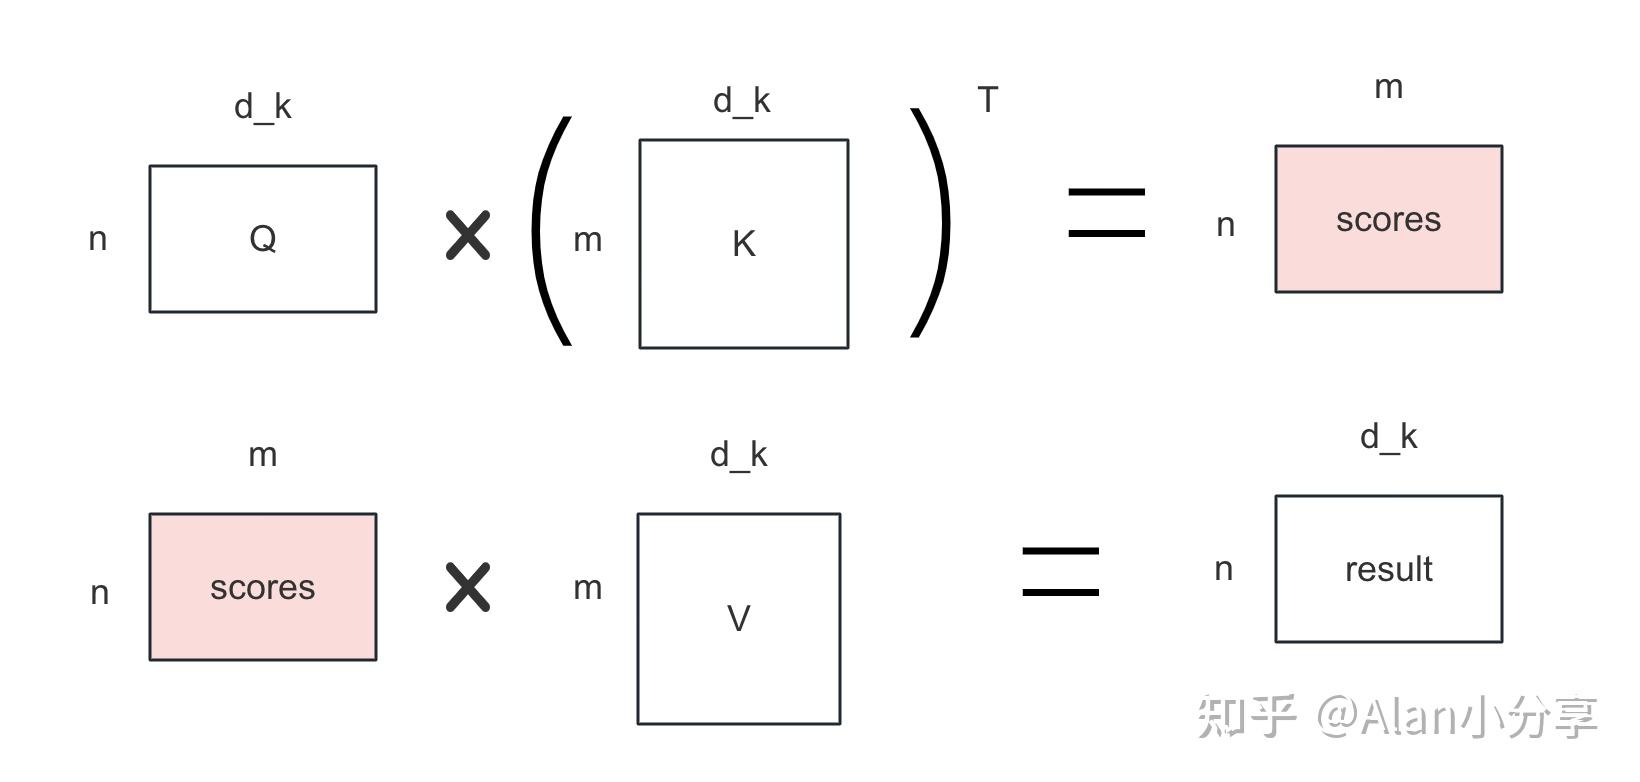 d_k
d_k
T
m
n
Q
×
(
m
K
)
=
n
scores
m
d_k
d_k
n
scores
×
m
V
=
n
result
知乎 @Alan小分享